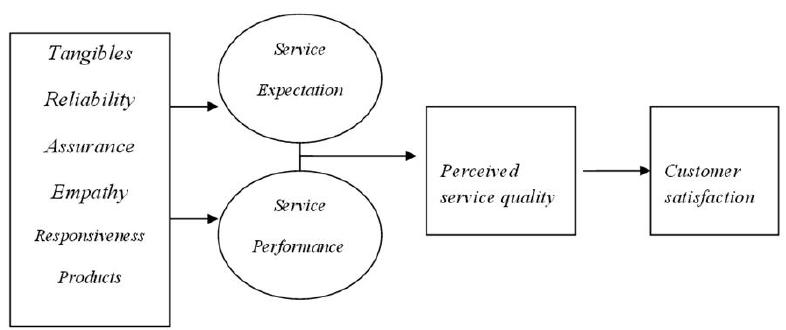 Tangibles
Reliability
Assurance
Empathy
Responsiveness
Products
Service
Expectation
Service
Performance
Perceived
service quality
Customer
satisfaction